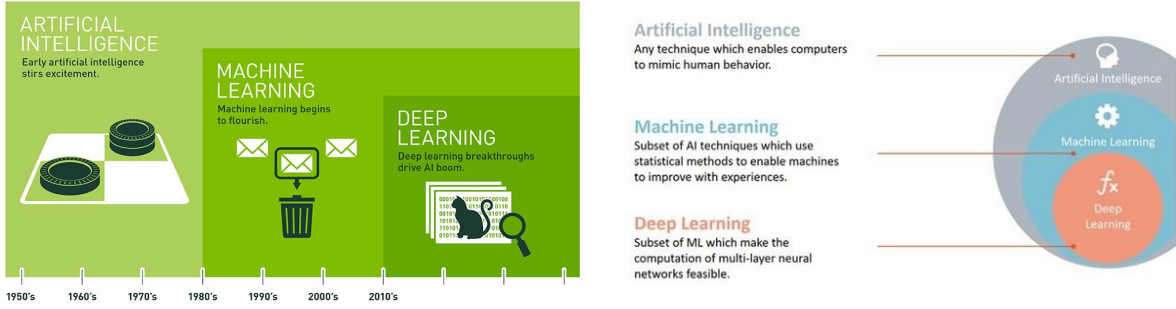 ARTIFICIAL
INTELLIGENCE
Early artificial intelligence
stirs excitement.
MACHINE
LEARNING
Machine learning begins
to flourish.
DEEP
LEARNING
Deep learning breakthroughs
drive AI boom.
1950's
1960's
1970's
1980's
1990's
2000's
2010's
Artificial Intelligence
Any technique which enables computers
to mimic human behavior.
Machine Learning
Subset of AI techniques which use
statistical methods to enable machines
to improve with experiences.
Deep Learning
Subset of ML which make the
computation of multi-layer neural
networks feasible.
Artificial Intelligence
Machine Learning
fx
Deep
Learning